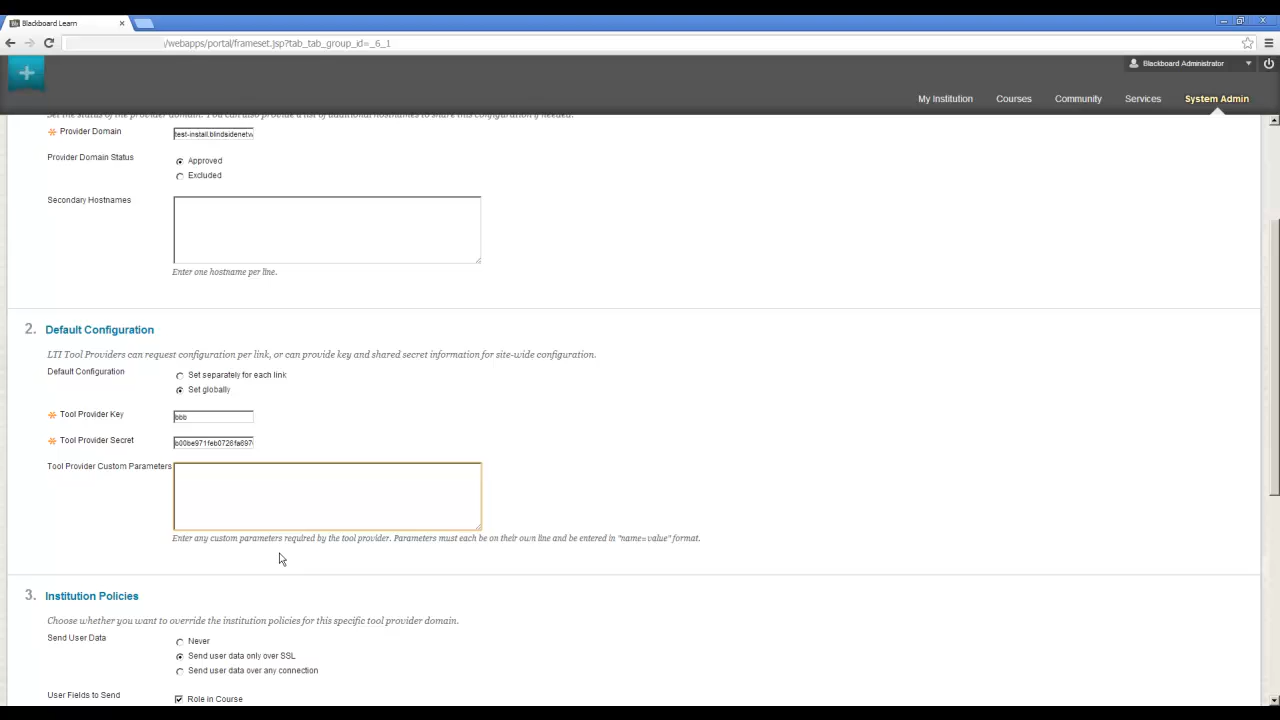 Blackboard Learn
/webapps/portal/frameset.jsp?tab_tab_group_id=_6_1
Blackboard Administrator
My Institution
Courses
Community
Services
System Admin
Set the status of the provider domain. You can also provide a list of additional hostnames to share this configuration if needed.
Provider Domain
test-install.blindsidenetw
Provider Domain Status
Approved
Excluded
Secondary Hostnames
Enter one hostname per line.
2. Default Configuration
LTI Tool Providers can request configuration per link, or can provide key and shared secret information for site-wide configuration.
Default Configuration
Set separately for each link
Set globally
Tool Provider Key
bbb
Tool Provider Secret
Tool Provider Custom Parameters
Enter any custom parameters required by the tool provider. Parameters must each be on their own line and be entered in "name=value" format.
3. Institution Policies
Choose whether you want to override the institution policies for this specific tool provider domain.
Send User Data
Never
Send user data only over SSL
Send user data over any connection
User Fields to Send
Role in Course